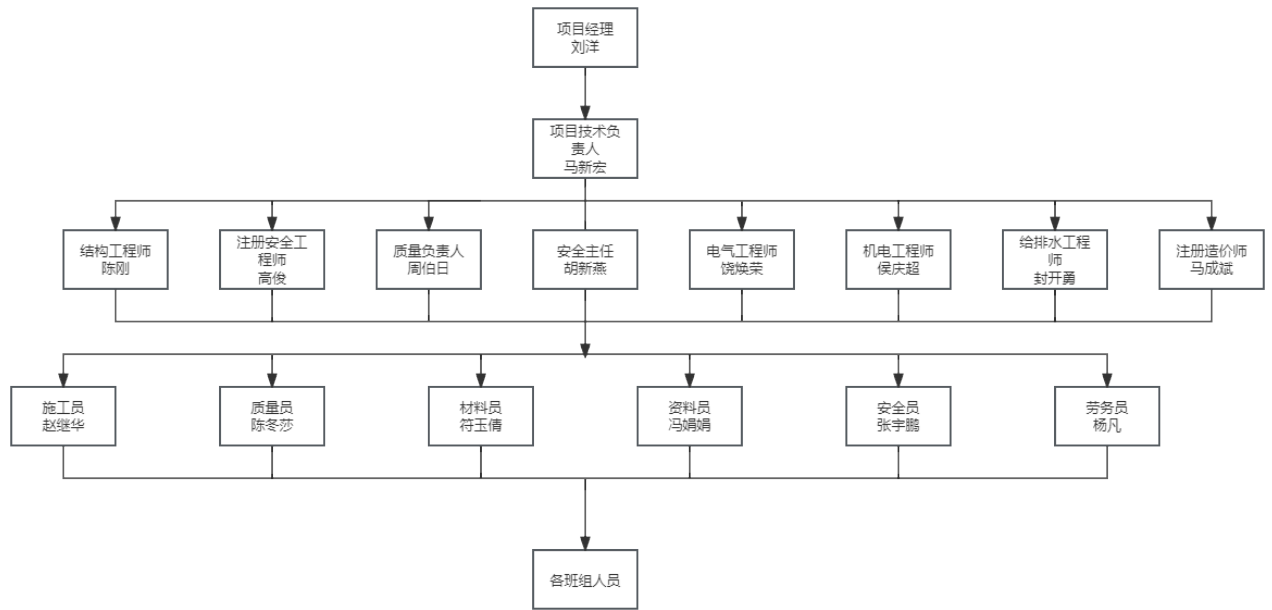 项目经理
刘洋
项目技术负
责人
马新宏
结构工程师
陈刚
注册安全工
程师
高俊
质量负责人
周伯日
安全主任
胡新燕
电气工程师
饶焕荣
机电工程师
侯庆超
给排水工程
师
封开勇
注册造价师
马成斌
施工员
赵继华
质量员
陈冬莎
材料员
符玉倩
资料员
冯娟娟
安全员
张宇鹏
劳务员
杨凡
各班组人员